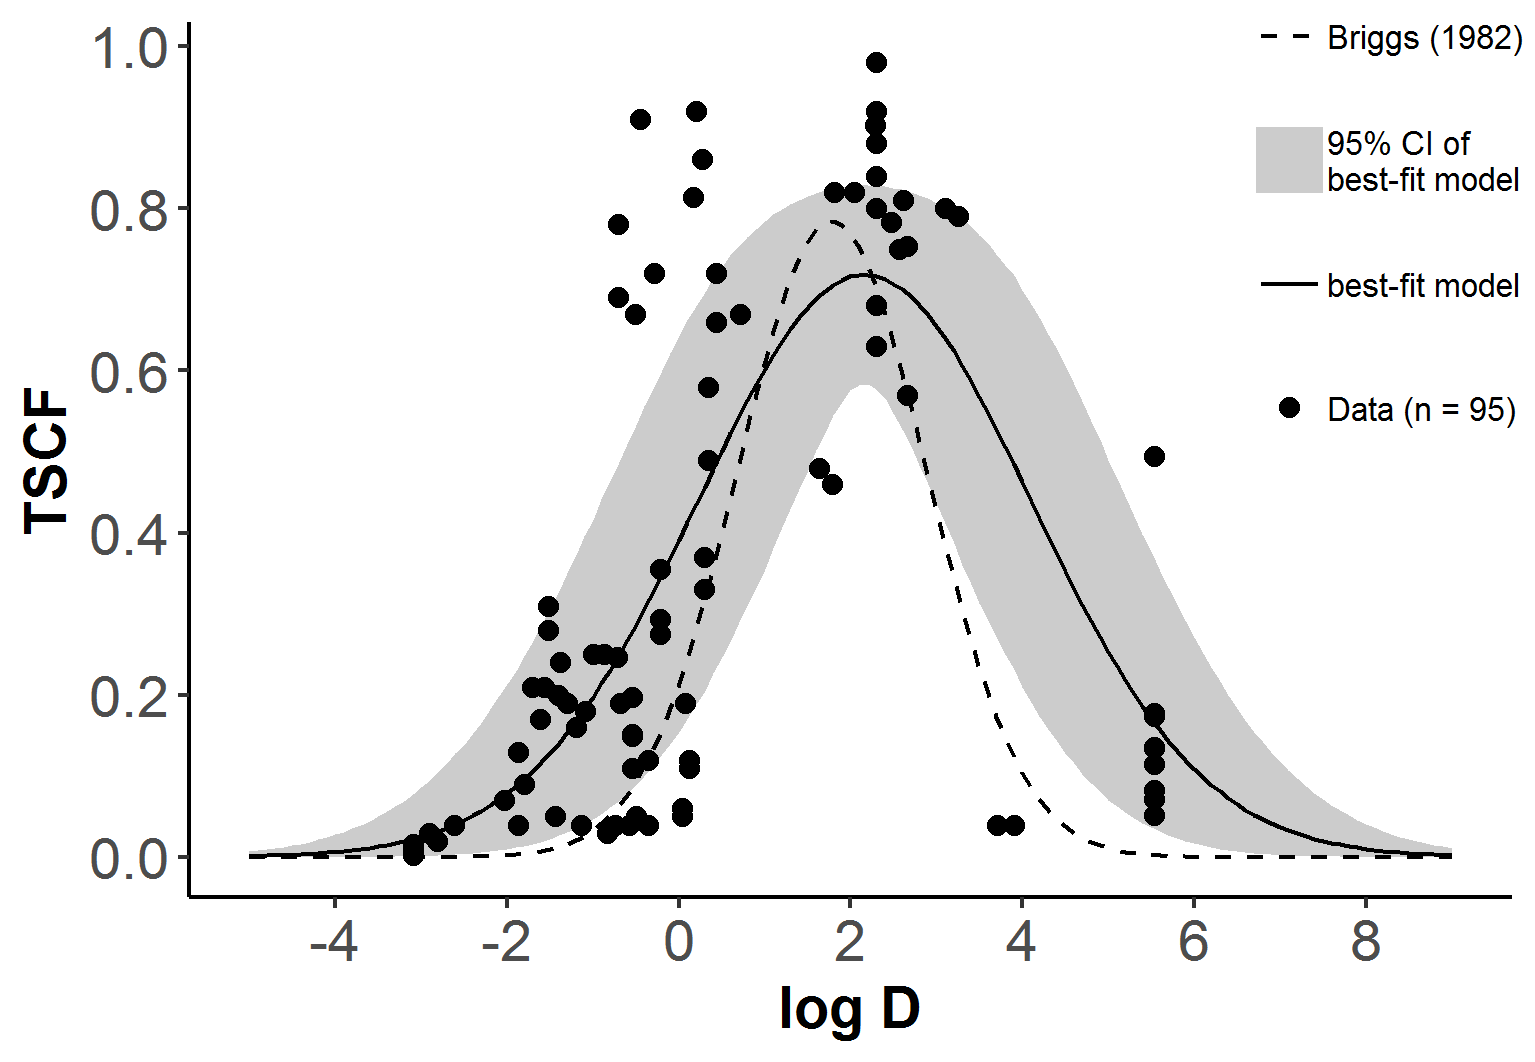 1.0
0.8
0.6
0.4
0.2
0.0
TSCF
-4 -2 0 2 4 6 8
log D
Briggs (1982)
95% CI of
best-fit model
best-fit model
Data (n = 95)